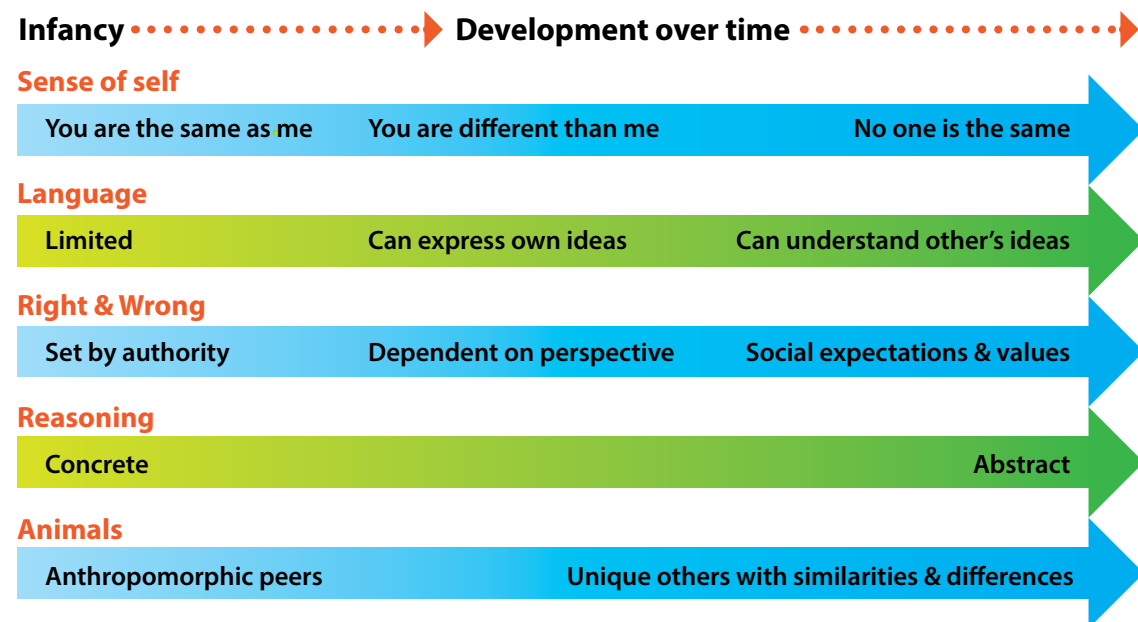 Infancy Development over time
Sense of self
You are the same as me You are different than me No one is the same
Language
Limited Can express own ideas Can understand other's ideas
Right & Wrong
Set by authority Dependent on perspective Social expectations & values
Reasoning
Concrete Abstract
Animals
Anthropomorphic peers Unique others with similarities & differences